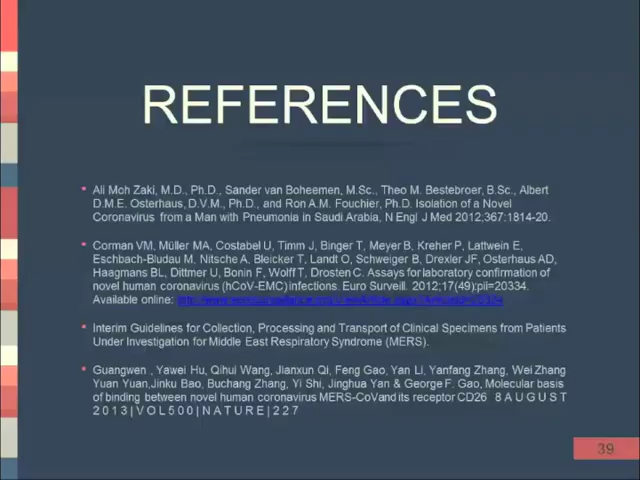 REFERENCES
• Ali Moh Zaki, M.D., Ph.D., Sander van Boheemen, M.Sc., Theo M. Bestebroer, B.Sc., Albert
D.M.E. Osterhaus, D.V.M., Ph.D., and Ron A.M. Fouchier, Ph.D. Isolation of a Novel
Coronavirus from a Man with Pneumonia in Saudi Arabia, N Engl J Med 2012;367:1814-20.
• Corman VM, Müller MA, Costabel U, Timm J, Binger T, Meyer B, Kreher P, Lattwein E,
Eschbach-Bludau M, Nitsche A, Bleicker T, Landt O, Schweiger B, Drexler JF, Osterhaus AD,
Haagmans BL, Dittmer U, Bonin F, Wolff T, Drosten C. Assays for laboratory confirmation of
novel human coronavirus (hCoV-EMC) infections. Euro Surveill. 2012;17(49):pii=20334.
Available online:
• Interim Guidelines for Collection, Processing and Transport of Clinical Specimens from Patients
Under Investigation for Middle East Respiratory Syndrome (MERS).
• Guangwen , Yawei Hu, Qihui Wang, Jianxun Qi, Feng Gao, Yan Li, Yanfang Zhang, Wei Zhang
Yuan Yuan,Jinku Bao, Buchang Zhang, Yi Shi, Jinghua Yan & George F. Gao, Molecular basis
of binding between novel human coronavirus MERS-CoVand its receptor CD26 8 A U G U S T
2 0 1 3 | V O L 5 0 0 | N A T U R E | 2 2 7
39